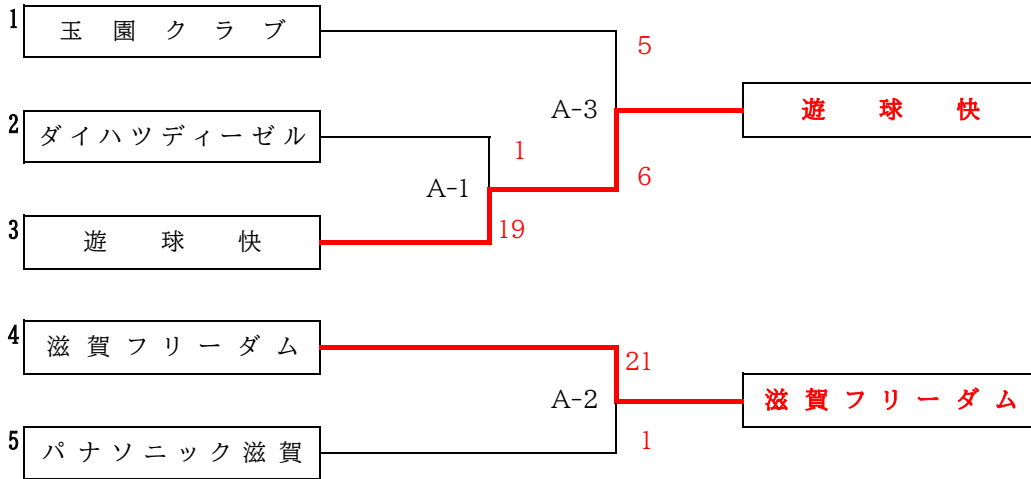 1
玉園クラブ
5
A-3
遊球快
2
ダイハツディーゼル
1
A-1
6
3
遊球快
19
4
滋賀フリーダム
21
A-2
滋賀フリーダム
5
パナソニック滋賀
1